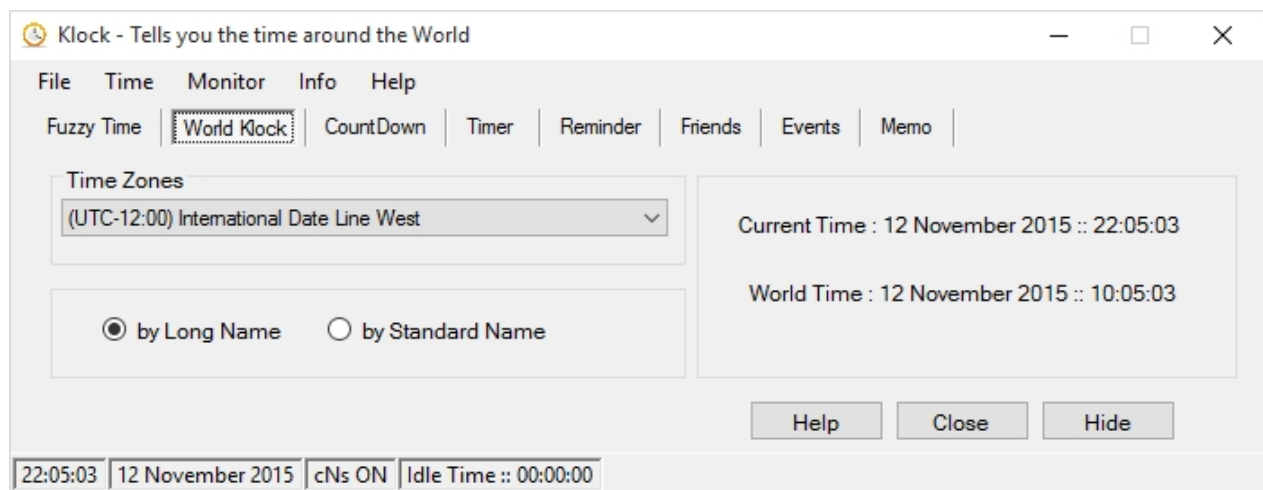 Klock - Tells you the time around the World
File Time Monitor Info Help
Fuzzy Time World Klock CountDown Timer Reminder Friends Events Memo
Time Zones
(UTC-12:00) International Date Line West
by Long Name by Standard Name
Current Time : 12 November 2015 :: 22:05:03
World Time : 12 November 2015 :: 10:05:03
Help Close Hide
22:05:03 12 November 2015 cNs ON Idle Time :: 00:00:00